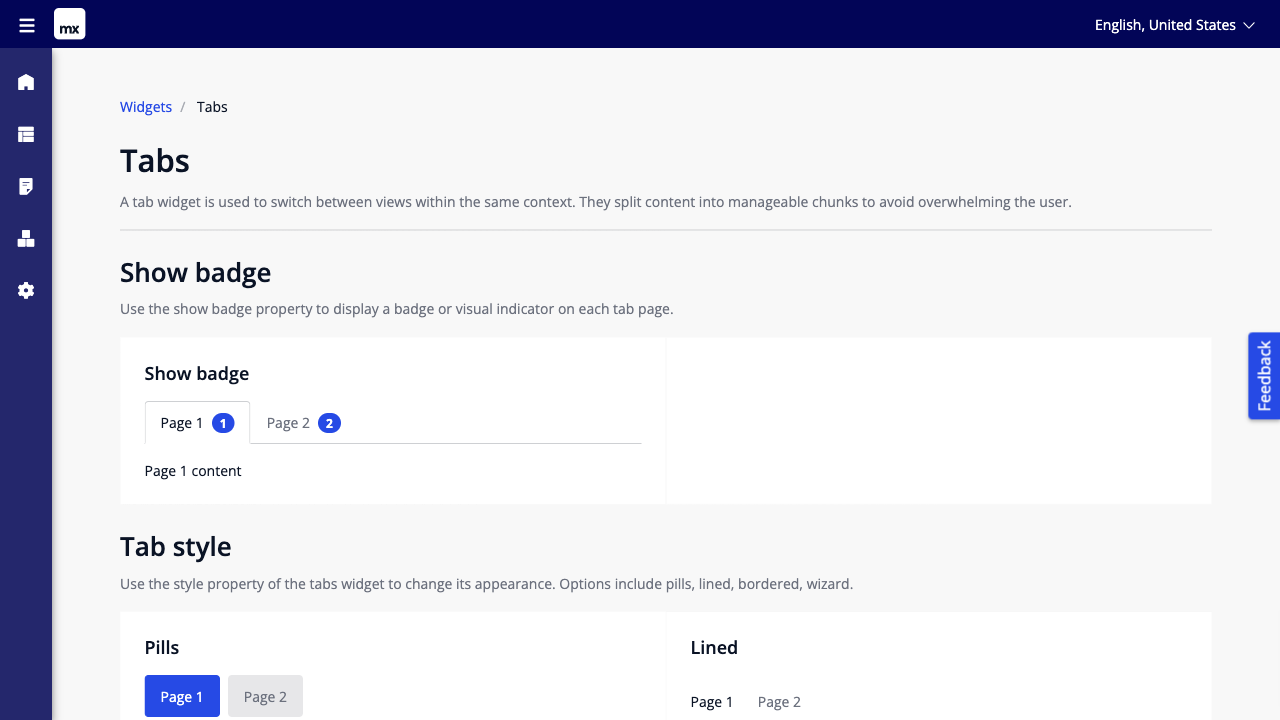 mx
English, United States
Widgets / Tabs
Tabs
A tab widget is used to switch between views within the same context. They split content into manageable chunks to avoid overwhelming the user.
Show badge
Use the show badge property to display a badge or visual indicator on each tab page.
Show badge
Page 1 1 Page 2 2
Page 1 content
Feedback
Tab style
Use the style property of the tabs widget to change its appearance. Options include pills, lined, bordered, wizard.
Pills
Page 1 Page 2
Lined
Page 1 Page 2